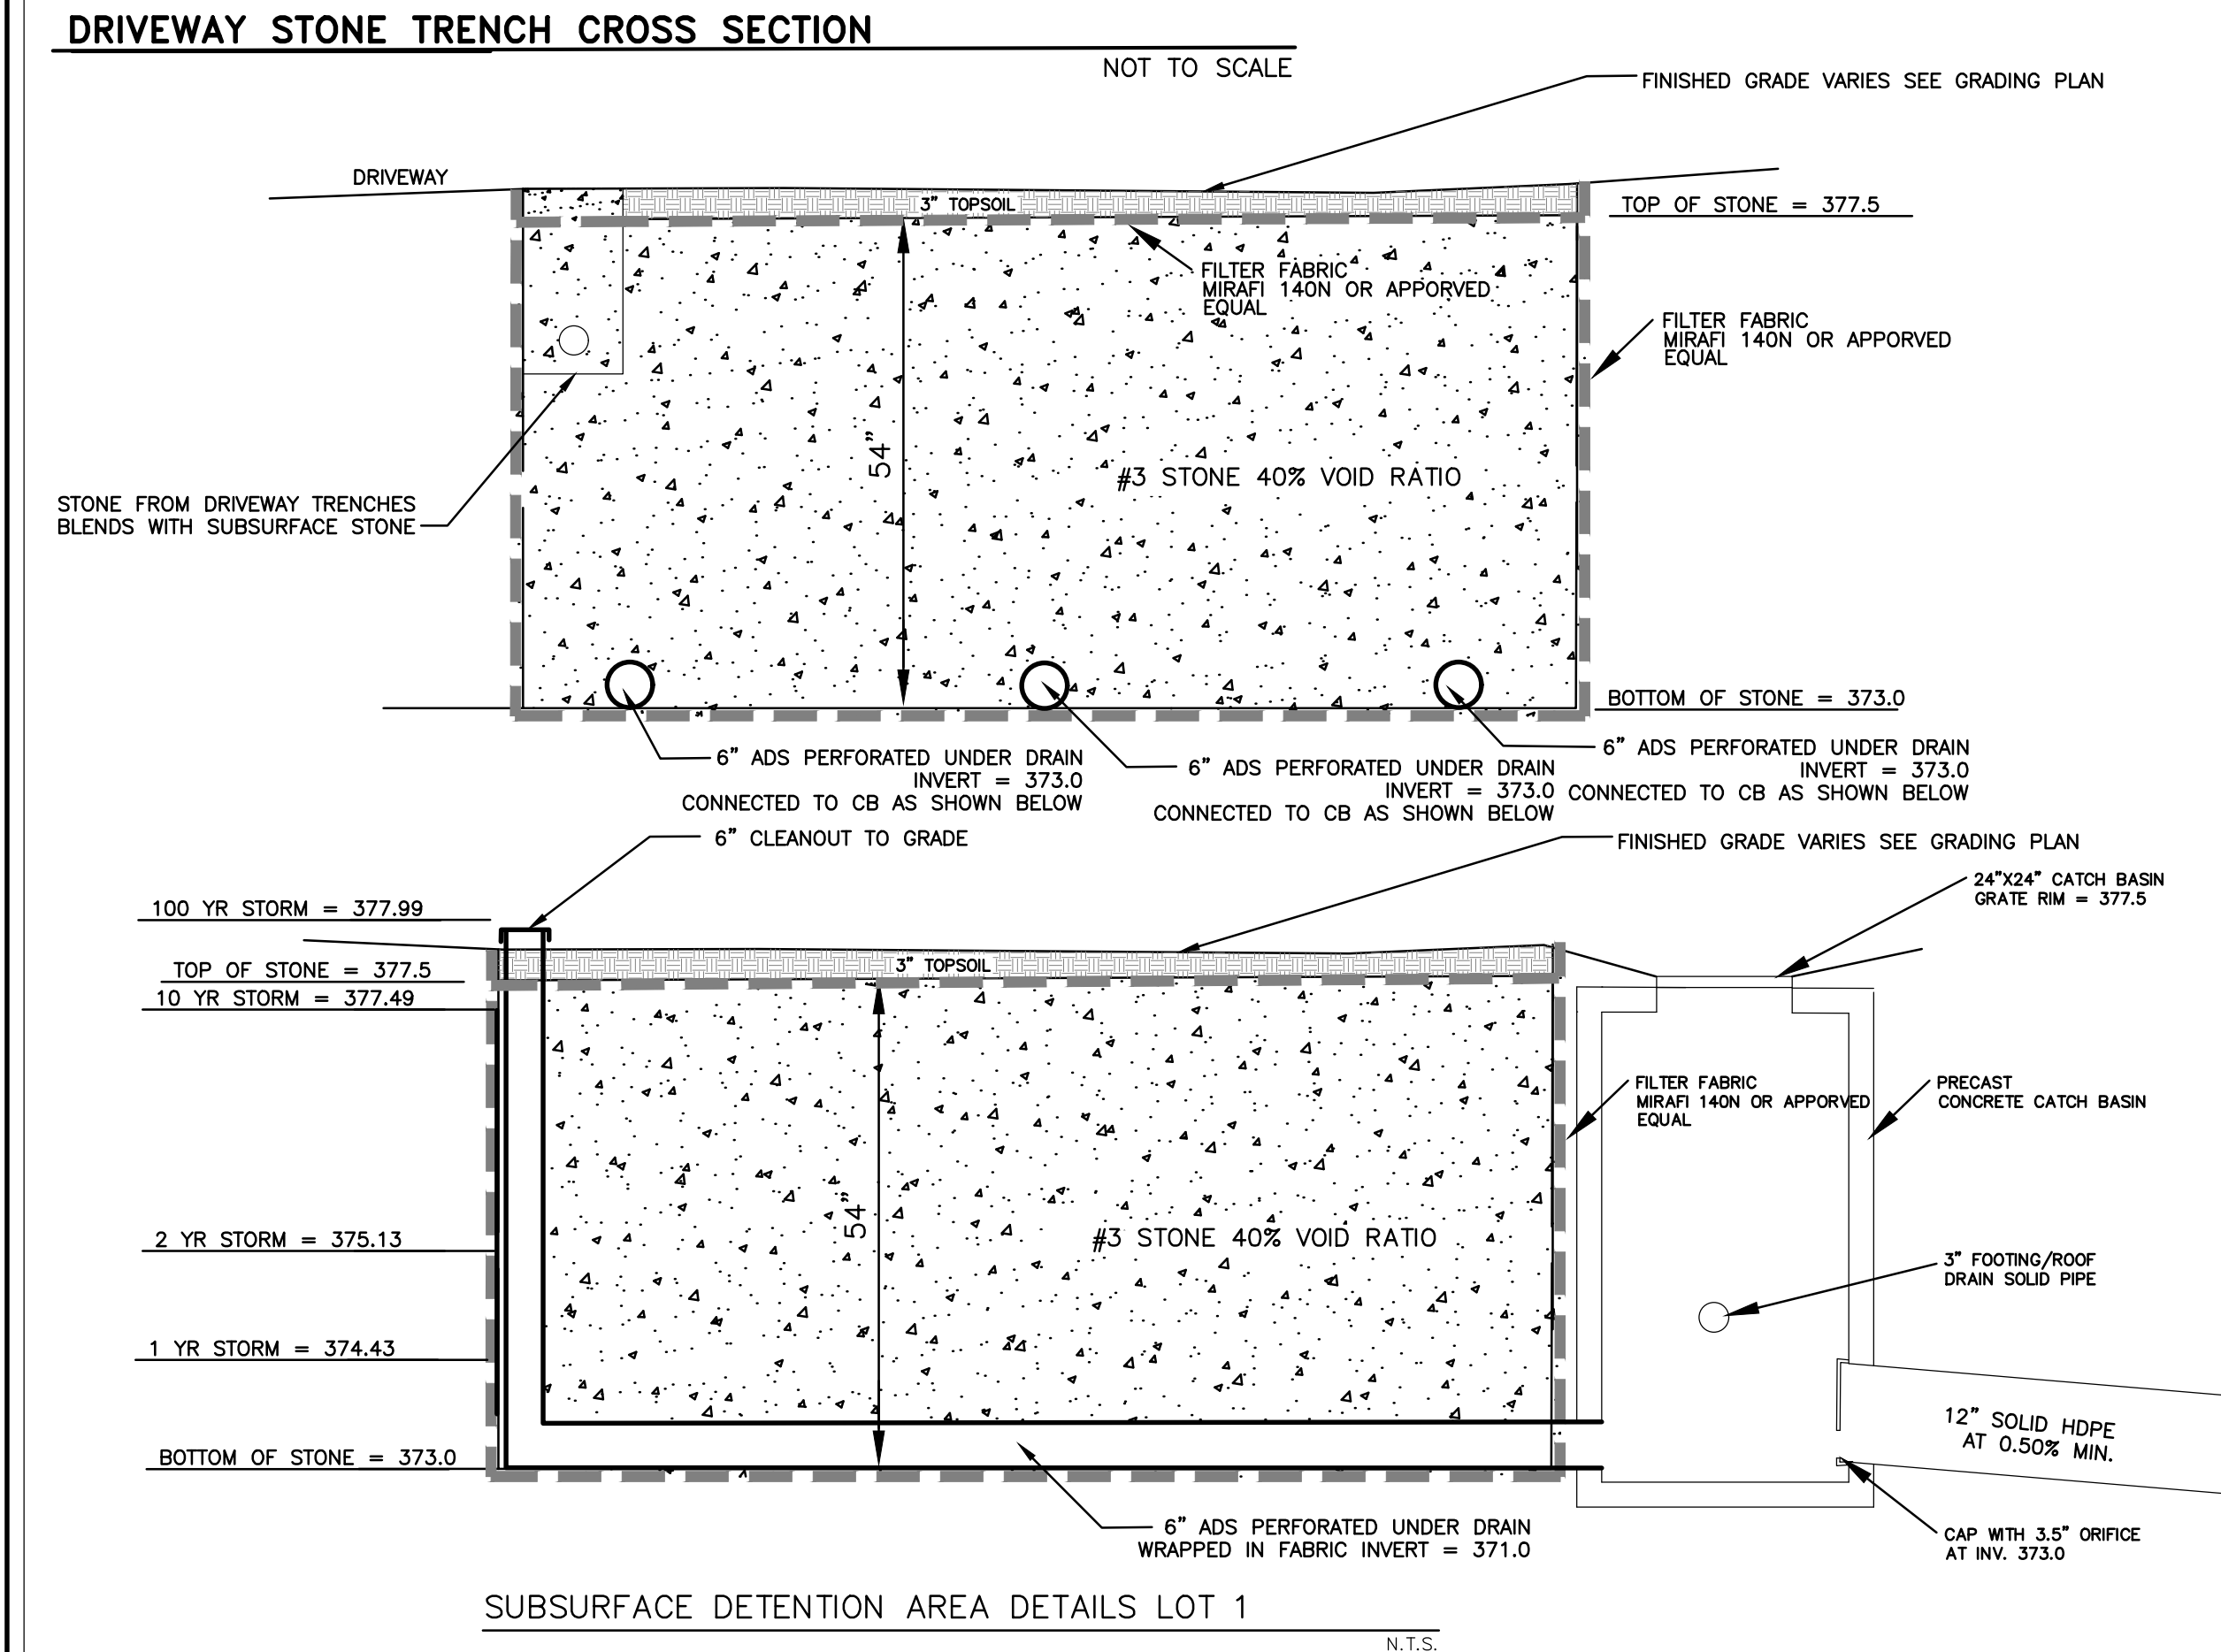 DRIVEWAY STONE TRENCH CROSS SECTION
NOT TO SCALE
FINISHED GRADE VARIES SEE GRADING PLAN
DRIVEWAY
3" TOPSOIL
TOP OF STONE = 377.5
FILTER FABRIC
MIRAFI 140N OR APPORVED
EQUAL
FILTER FABRIC
MIRAFI 140N OR APPORVED
EQUAL
54"
#3 STONE 40% VOID RATIO
STONE FROM DRIVEWAY TRENCHES
BLENDS WITH SUBSURFACE STONE
BOTTOM OF STONE = 373.0
6" ADS PERFORATED UNDER DRAIN
INVERT = 373.0
CONNECTED TO CB AS SHOWN BELOW
6" ADS PERFORATED UNDER DRAIN
INVERT = 373.0
CONNECTED TO CB AS SHOWN BELOW
6" ADS PERFORATED UNDER DRAIN
INVERT = 373.0
CONNECTED TO CB AS SHOWN BELOW
6" CLEANOUT TO GRADE
FINISHED GRADE VARIES SEE GRADING PLAN
24"X24" CATCH BASIN
GRATE RIM = 377.5
100 YR STORM = 377.99
TOP OF STONE = 377.5
10 YR STORM = 377.49
3" TOPSOIL
FILTER FABRIC
MIRAFI 140N OR APPORVED
EQUAL
PRECAST
CONCRETE CATCH BASIN
54"
#3 STONE 40% VOID RATIO
2 YR STORM = 375.13
3" FOOTING/ROOF
DRAIN SOLID PIPE
1 YR STORM = 374.43
12" SOLID HDPE
AT 0.50% MIN.
BOTTOM OF STONE = 373.0
6" ADS PERFORATED UNDER DRAIN
WRAPPED IN FABRIC INVERT = 371.0
CAP WITH 3.5" ORIFICE
AT INV. 373.0
SUBSURFACE DETENTION AREA DETAILS LOT 1
N.T.S.